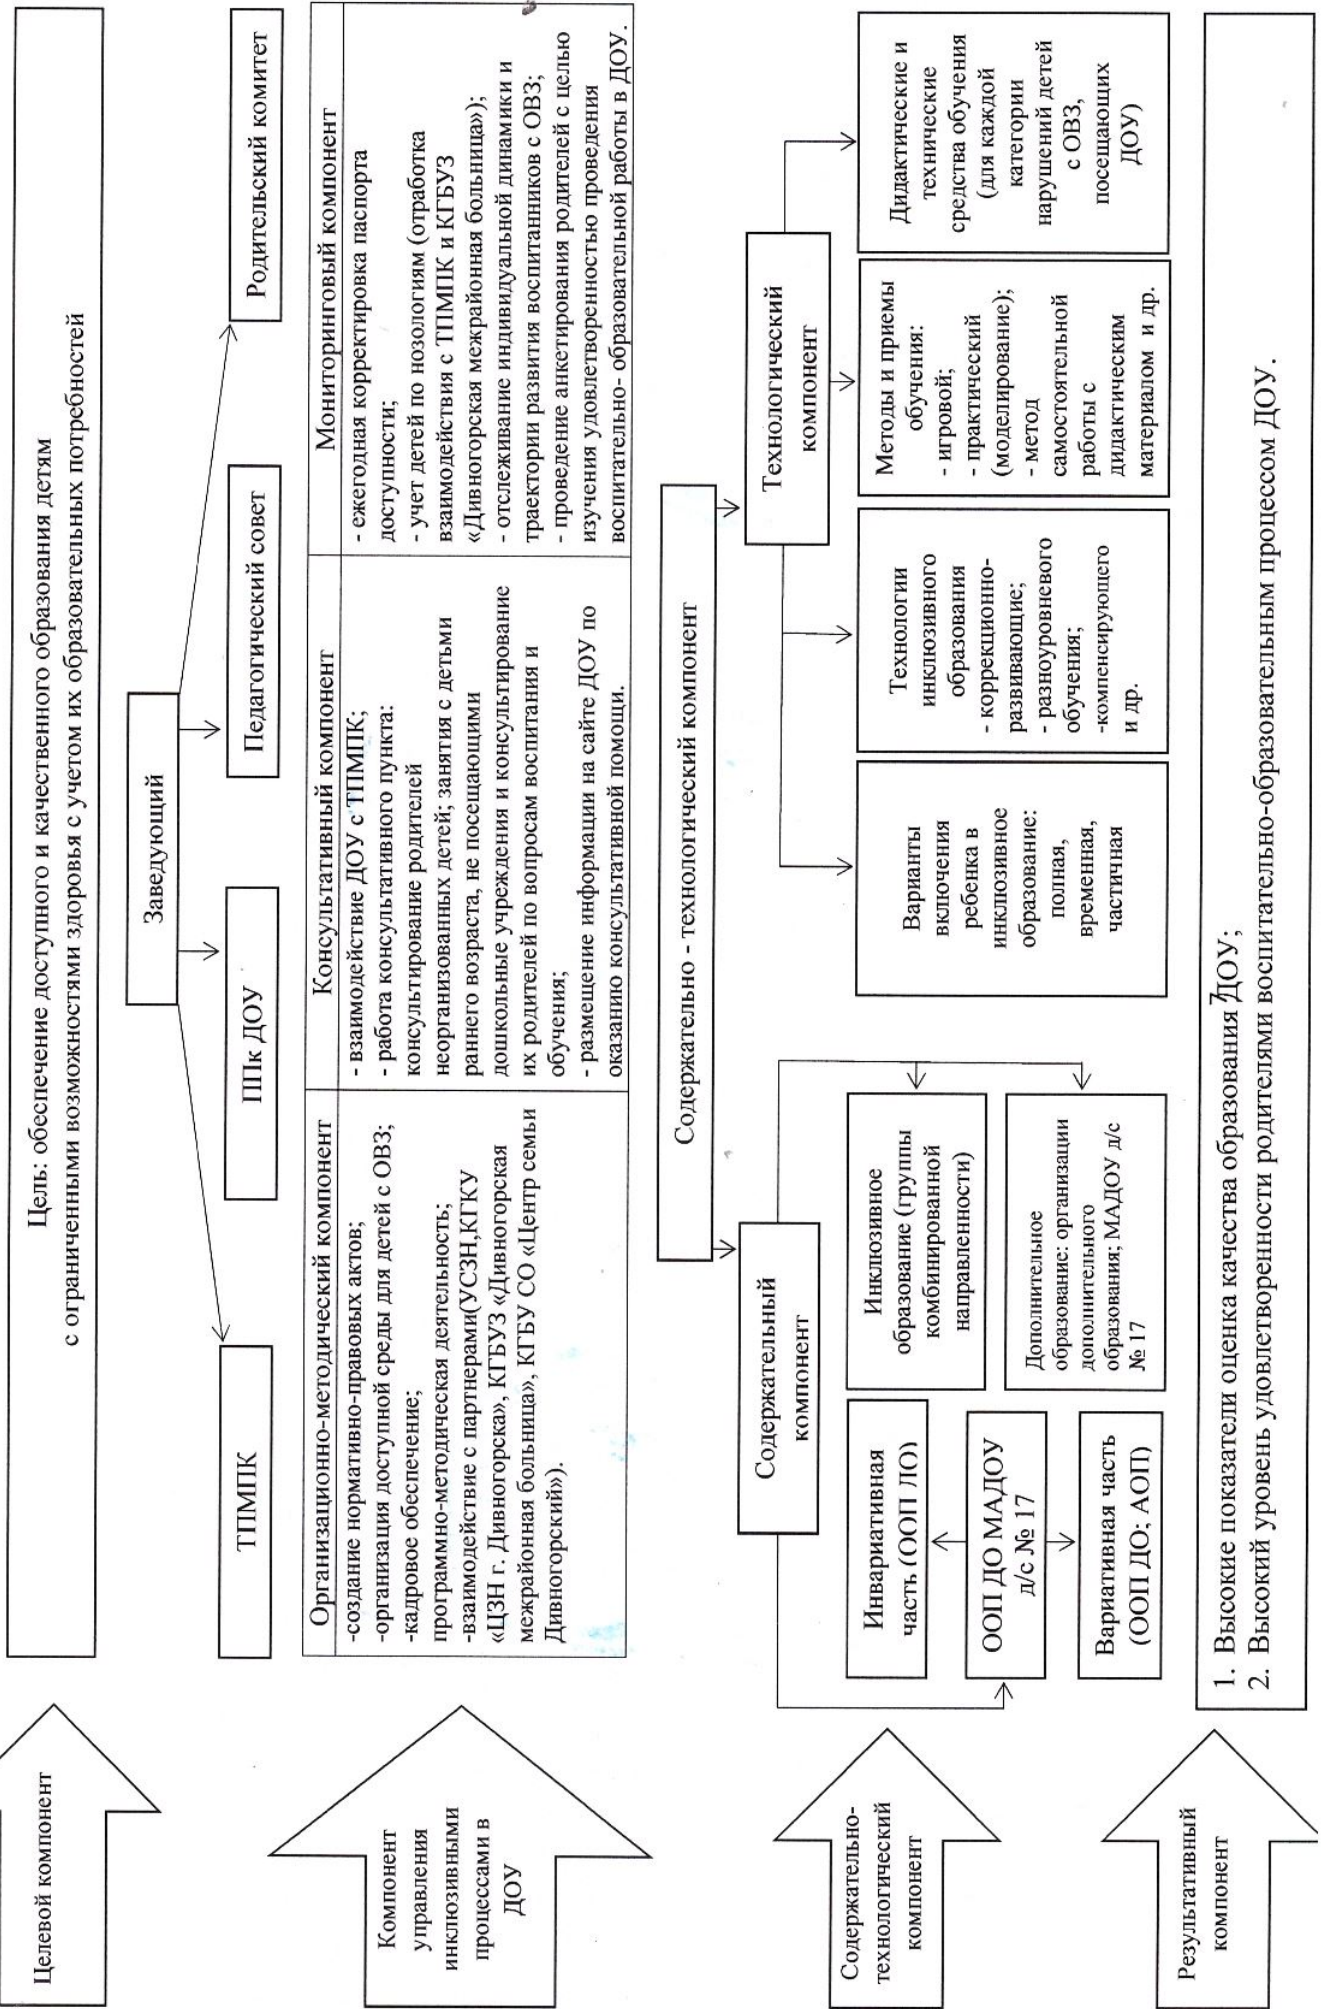 Целевой компонент
Цель: обеспечение доступного и качественного образования детям
с ограниченными возможностями здоровья с учетом их образовательных потребностей
Заведующий
ТПМПК
ППк ДОУ
Педагогический совет
Родительский комитет
Компонент
управления
инклюзивными
процессами в
ДОУ
Организационно-методический компонент
-создание нормативно-правовых актов;
-организация доступной среды для детей с ОВЗ;
-кадровое обеспечение;
программно-методическая деятельность;
-взаимодействие с партнерами(УСЗН,КГКУ
«ЦЗН г. Дивногорска», КГБУЗ «Дивногорская
межрайонная больница», КГБУ СО «Центр семьи
Дивногорский»).
Консультативный компонент
- взаимодействие ДОУ с ТПМПК;
- работа консультативного пункта:
консультирование родителей
неорганизованных детей; занятия с детьми
раннего возраста, не посещающими
дошкольные учреждения и консультирование
их родителей по вопросам воспитания и
обучения;
- размещение информации на сайте ДОУ по
оказанию консультативной помощи.
Мониторинговый компонент
- ежегодная корректировка паспорта
доступности;
- учет детей по нозологиям (отработка
взаимодействия с ТПМПК и КГБУЗ
«Дивногорская межрайонная больница»);
- отслеживание индивидуальной динамики и
траектории развития воспитанников с ОВЗ;
- проведение анкетирования родителей с целью
изучения удовлетворенностью проведения
воспитательно- образовательной работы в ДОУ.
Содержательно-
технологический
компонент
Содержательно - технологический компонент
Содержательный
компонент
Технологический
компонент
Инвариативная
часть (ООП ДО)
ООП ДО МАДОУ
д/с № 17
Вариативная часть
(ООП ДО; АОП)
Инклюзивное
образование (группы
комбинированной
направленности)
Дополнительное
образование: организации
дополнительного
образования; МАДОУ д/с
№ 17
Варианты
включения
ребенка в
инклюзивное
образование:
полная,
временная,
частичная
Технологии
инклюзивного
образования
- коррекционно-
развивающие;
- разноуровневого
обучения;
-компенсирующего
и др.
Методы и приемы
обучения:
- игровой;
- практический
(моделирование);
- метод
самостоятельной
работы с
дидактическим
материалом и др.
Дидактические и
технические
средства обучения
(для каждой
категории
нарушений детей
с ОВЗ,
посещающих
ДОУ)
Результативный
компонент
1. Высокие показатели оценка качества образования ДОУ;
2. Высокий уровень удовлетворенности родителями воспитательно-образовательным процессом ДОУ.